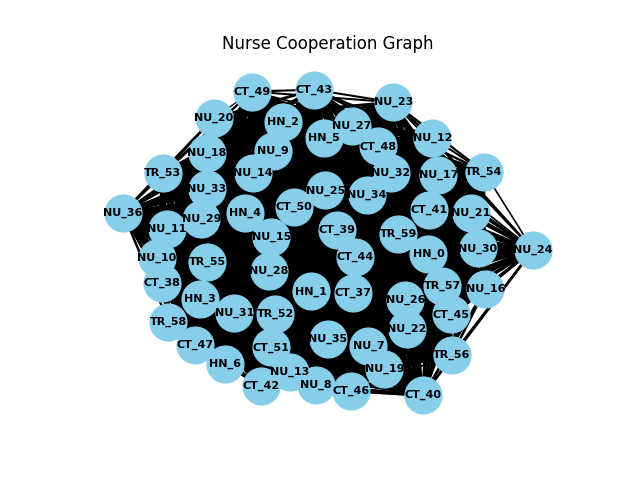 Nurse Cooperation Graph
CT_49
CT_43
NU_23
NU_20
HN_2
NU_27
HN_5
NU_12
CT_48
NU_18
NU_9
TR_53
NU_14
NU_32
NU_17
TR_54
NU_33
NU_25
NU_34
NU_36
HN_4
CT_50
CT_41
NU_21
NU_29
NU_11
CT_39
NU_15
TR_59
NU_30
NU_24
NU_10
TR_55
CT_44
HN_0
NU_28
CT_38
TR_57
NU_16
HN_3
HN_1
CT_37
NU_26
NU_31
TR_52
CT_45
TR_58
NU_22
CT_47
CT_51
NU_35
NU_7
TR_56
HN_6
NU_13
NU_19
CT_42
NU_8
CT_46
CT_40